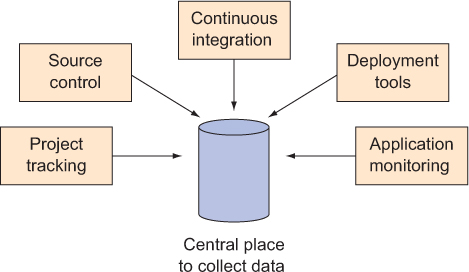 Continuous
integration
Source
control
Deployment
tools
Project
tracking
Application
monitoring
Central place
to collect data